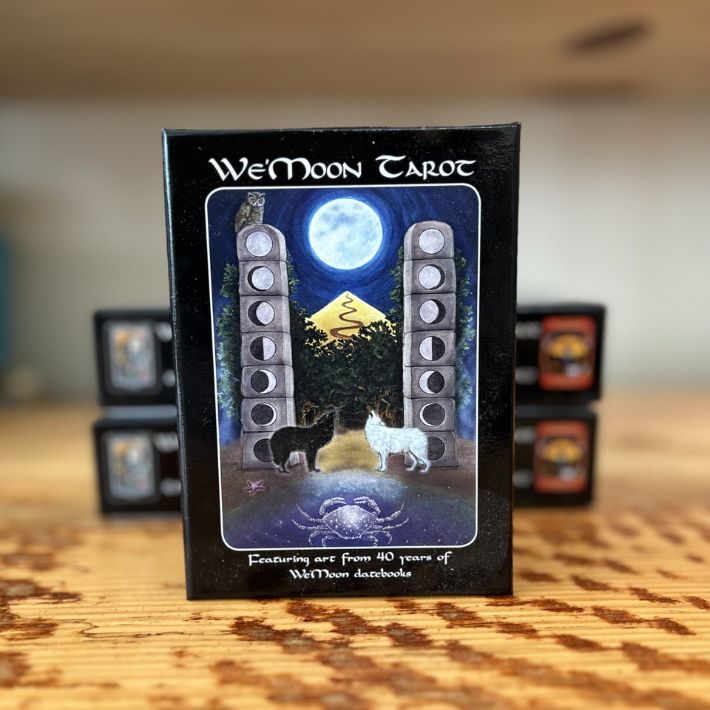 We'Moon Tarot
Featuring art from 40 years of
We'Moon datebooks